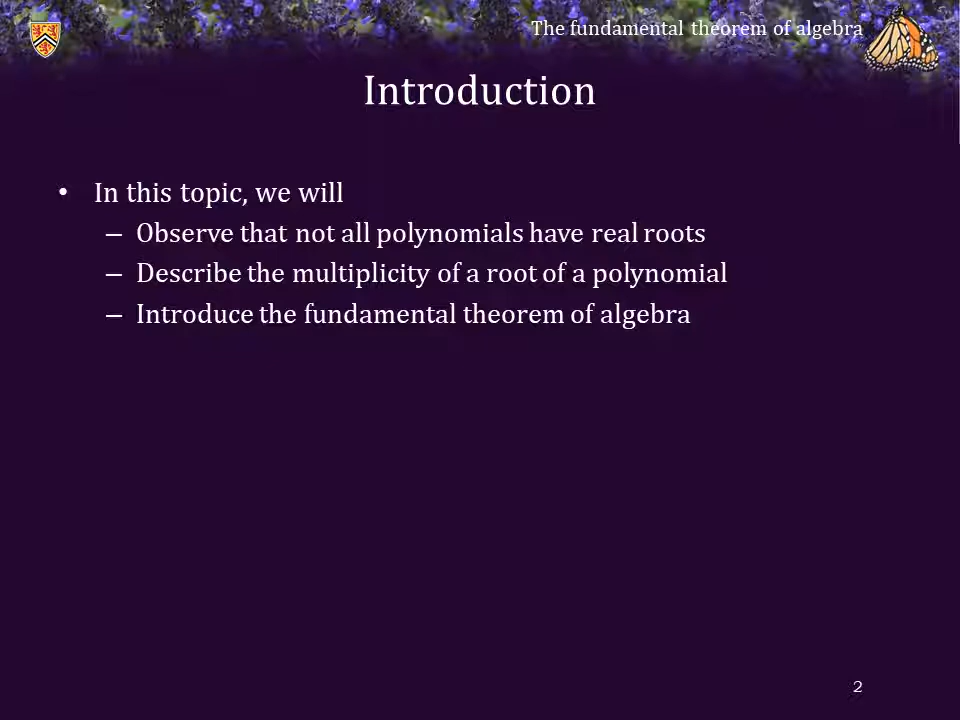 The fundamental theorem of algebra
Introduction
• In this topic, we will
– Observe that not all polynomials have real roots
– Describe the multiplicity of a root of a polynomial
– Introduce the fundamental theorem of algebra
2